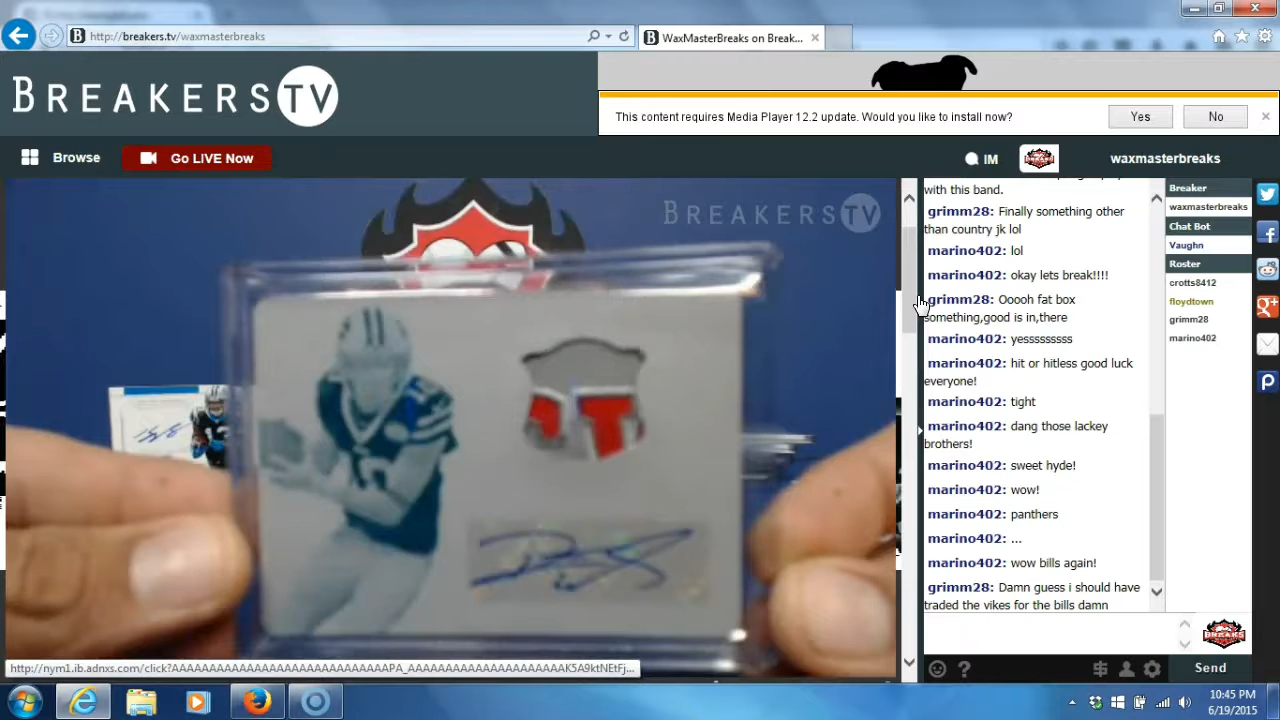 http://breakers.tv/waxmasterbreaks
WaxMasterBreaks on Break...
BREAKERSTV
This content requires Media Player 12.2 update. Would you like to install now?
Yes
No
Browse
Go LIVE Now
IM
waxmasterbreaks
BREAKERSTV
with this band.
grimm28: Finally something other
than country jk lol
marino402: lol
marino402: okay lets break!!!!
grimm28: Ooooh fat box
something,good is in,there
marino402: yesssssssss
marino402: hit or hitless good luck
everyone!
marino402: tight
marino402: dang those lackey
brothers!
marino402: sweet hyde!
marino402: wow!
marino402: panthers
marino402: ...
marino402: wow bills again!
grimm28: Damn guess i should have
traded the vikes for the bills damn
Breaker
waxmasterbreaks
Chat Bot
Vaughn
Roster
crotts8412
floydtown
grimm28
marino402
Send
10:45 PM
6/19/2015